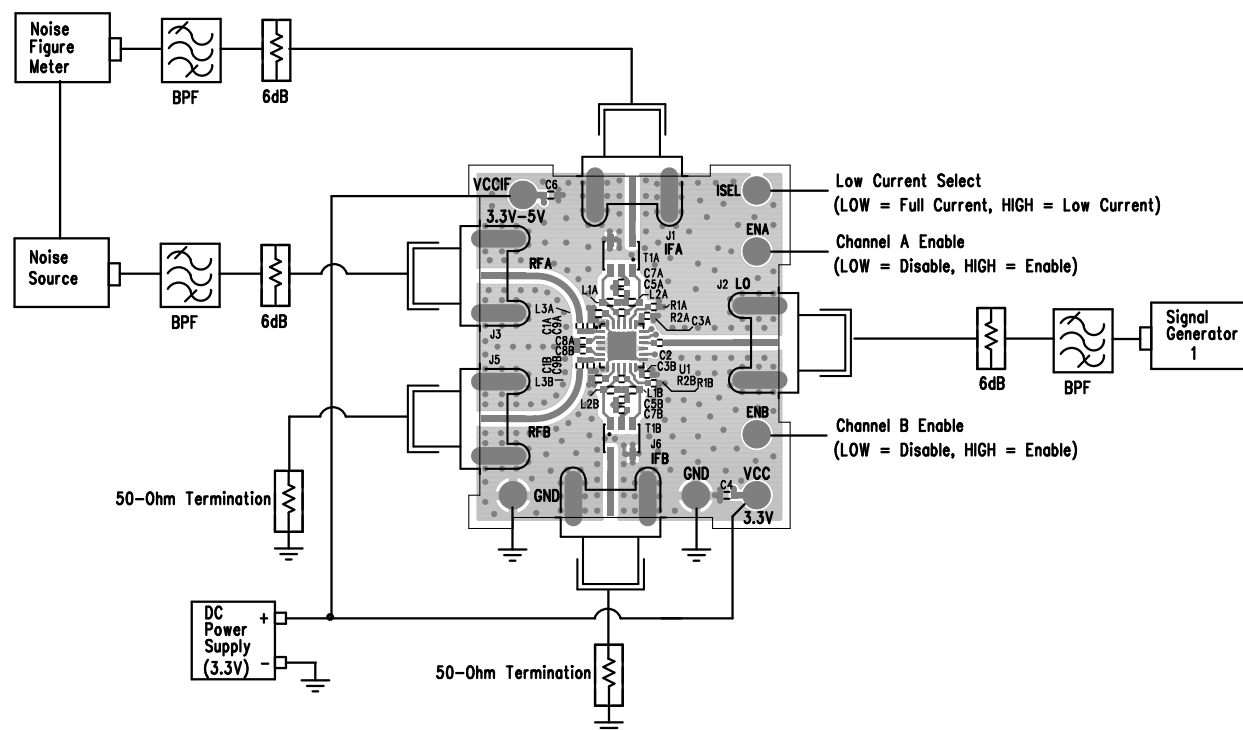 Noise
Figure
Meter
BPF
6dB
VCCIF
C6
3.3V-5V
ISEL
Low Current Select
(LOW = Full Current, HIGH = Low Current)
J1
IFA
ENA
Channel A Enable
(LOW = Disable, HIGH = Enable)
Noise
Source
BPF
6dB
RFA
T1A
C7A
C5A
L1A
L2A
J2
LO
L3A
R1A
R2A
C3A
C1A
C9A
J3
C8A
C8B
J5
C1B
C9B
L3B
C2
C3B
U1
R2B
R1B
L2B
L1B
C5B
C7B
T1B
RFB
J6
IFB
6dB
BPF
Signal
Generator
1
ENB
Channel B Enable
(LOW = Disable, HIGH = Enable)
50-Ohm Termination
GND
GND
C4
VCC
3.3V
DC
Power
Supply
(3.3V)
+
-
50-Ohm Termination